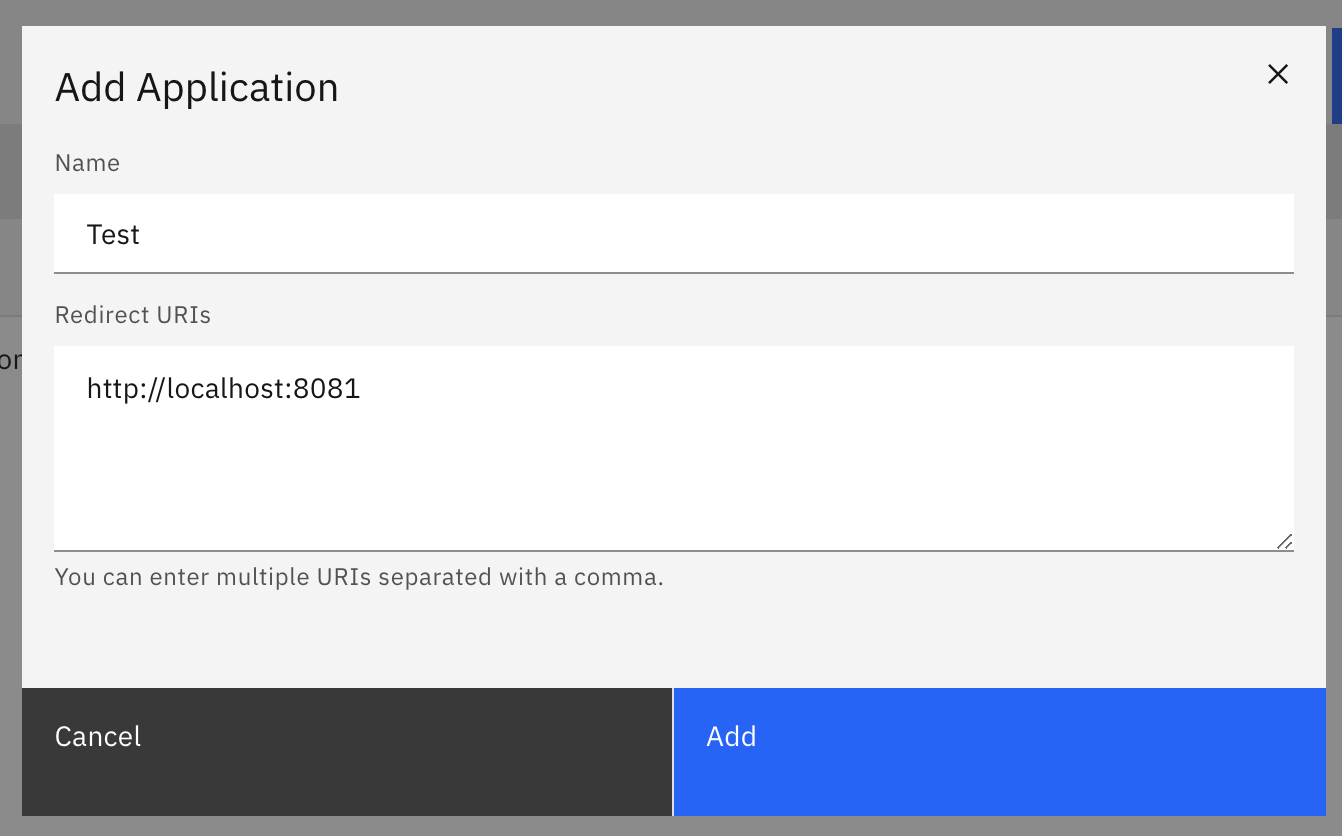 Add Application
Name
Test
Redirect URIs
or
http://localhost:8081
You can enter multiple URIs separated with a comma.
Cancel
Add